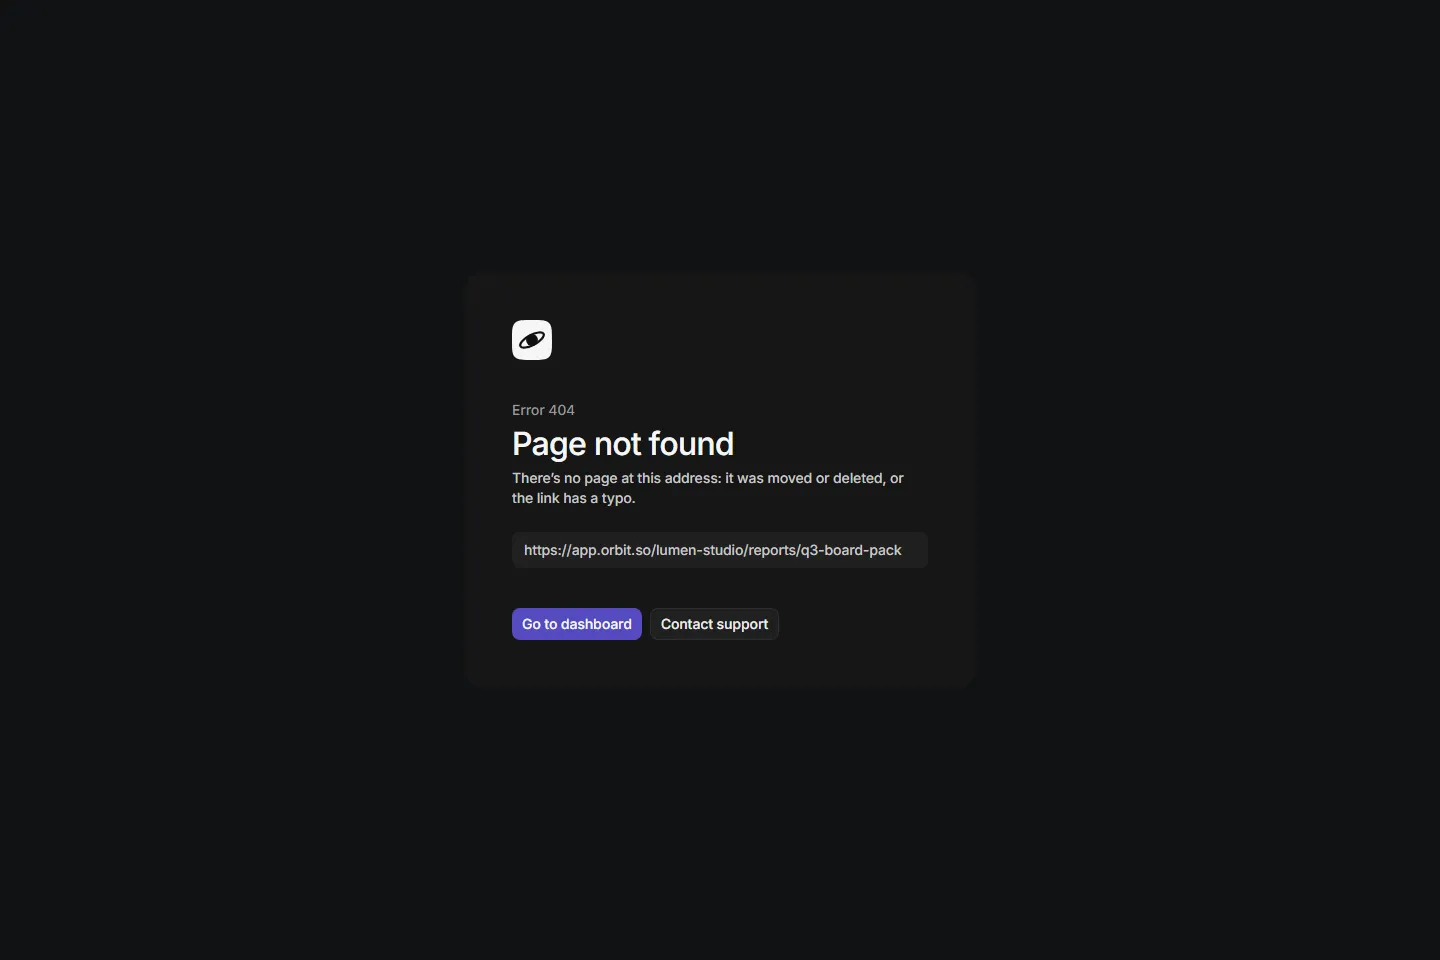 Error 404
Page not found
There’s no page at this address: it was moved or deleted, or
the link has a typo.
https://app.orbit.so/lumen-studio/reports/q3-board-pack
Go to dashboard
Contact support